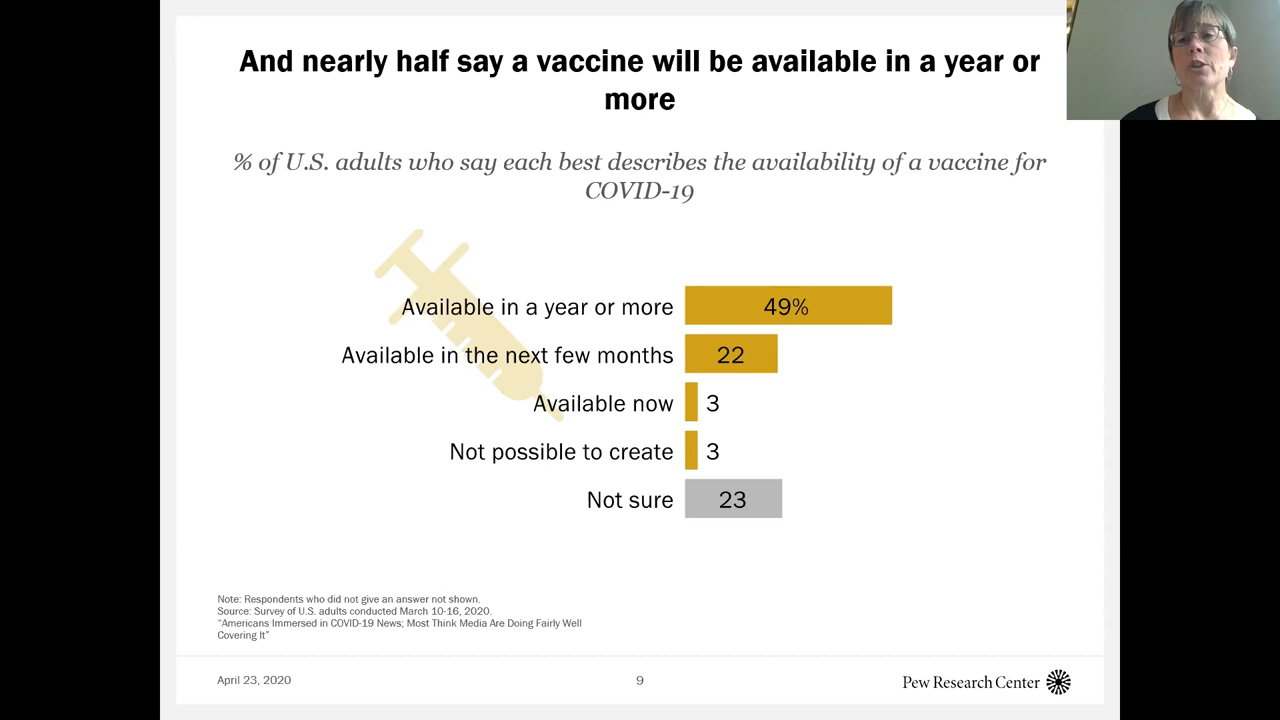 And nearly half say a vaccine will be available in a year or
more
% of U.S. adults who say each best describes the availability of a vaccine for
COVID-19
Available in a year or more 49%
Available in the next few months 22
Available now 3
Not possible to create 3
Not sure 23
Note: Respondents who did not give an answer not shown.
Source: Survey of U.S. adults conducted March 10-16, 2020.
“Americans Immersed in COVID-19 News; Most Think Media Are Doing Fairly Well
Covering It”
April 23, 2020 9 Pew Research Center